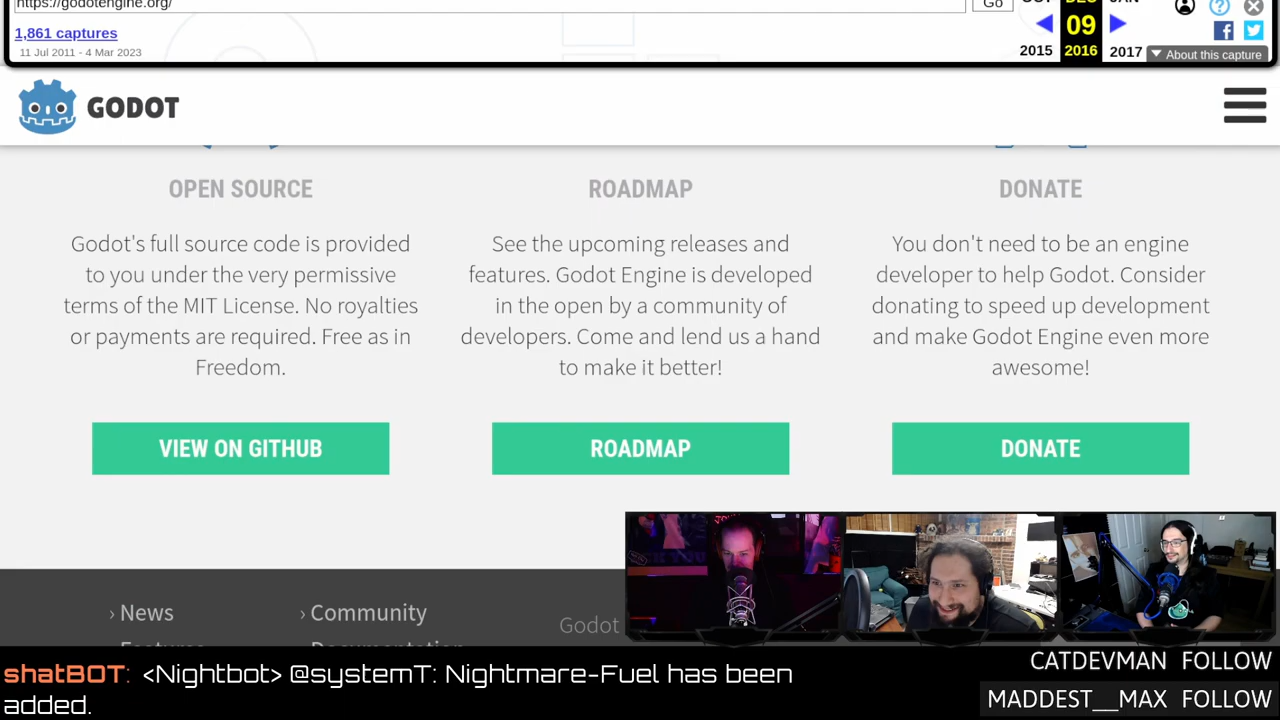 https://godotengine.org/
Go
DEC
JAN
1,861 captures
09
11 Jul 2011 - 4 Mar 2023
2015
2016
2017
About this capture
GODOT
OPEN SOURCE
ROADMAP
DONATE
Godot's full source code is provided
to you under the very permissive
terms of the MIT License. No royalties
or payments are required. Free as in
Freedom.
See the upcoming releases and
features. Godot Engine is developed
in the open by a community of
developers. Come and lend us a hand
to make it better!
You don't need to be an engine
developer to help Godot. Consider
donating to speed up development
and make Godot Engine even more
awesome!
VIEW ON GITHUB
ROADMAP
DONATE
› News
› Community
Godot
Features
Documentation
shatBOT: <Nightbot> @systemT: Nightmare-Fuel has been
added.
CATDEVMAN FOLLOW
MADDEST__MAX FOLLOW